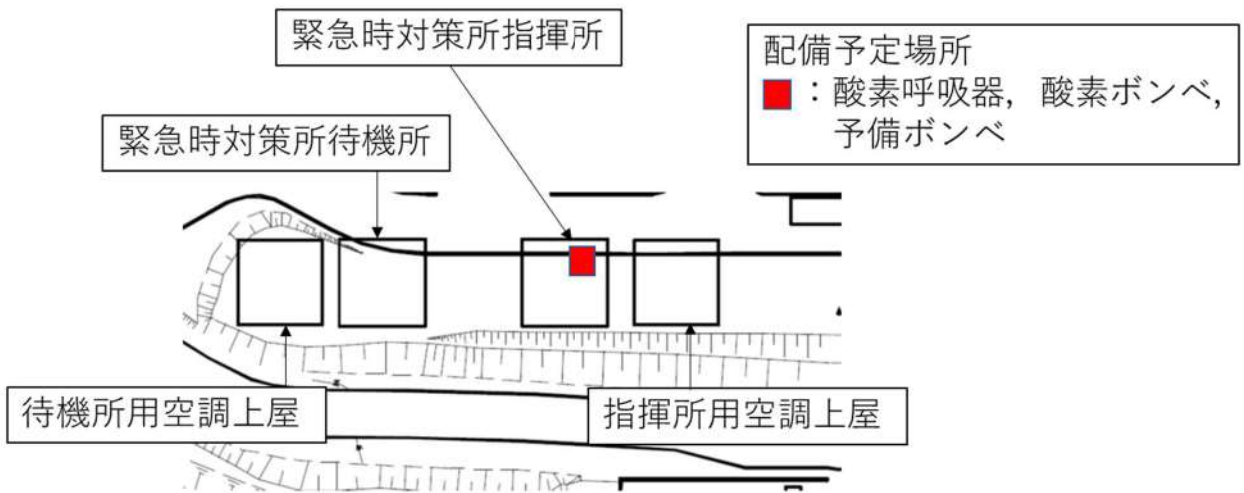 緊急時対策所指揮所
配備予定場所
：酸素呼吸器，酸素ボンベ，
予備ボンベ
緊急時対策所待機所
待機所用空調上屋
指揮所用空調上屋